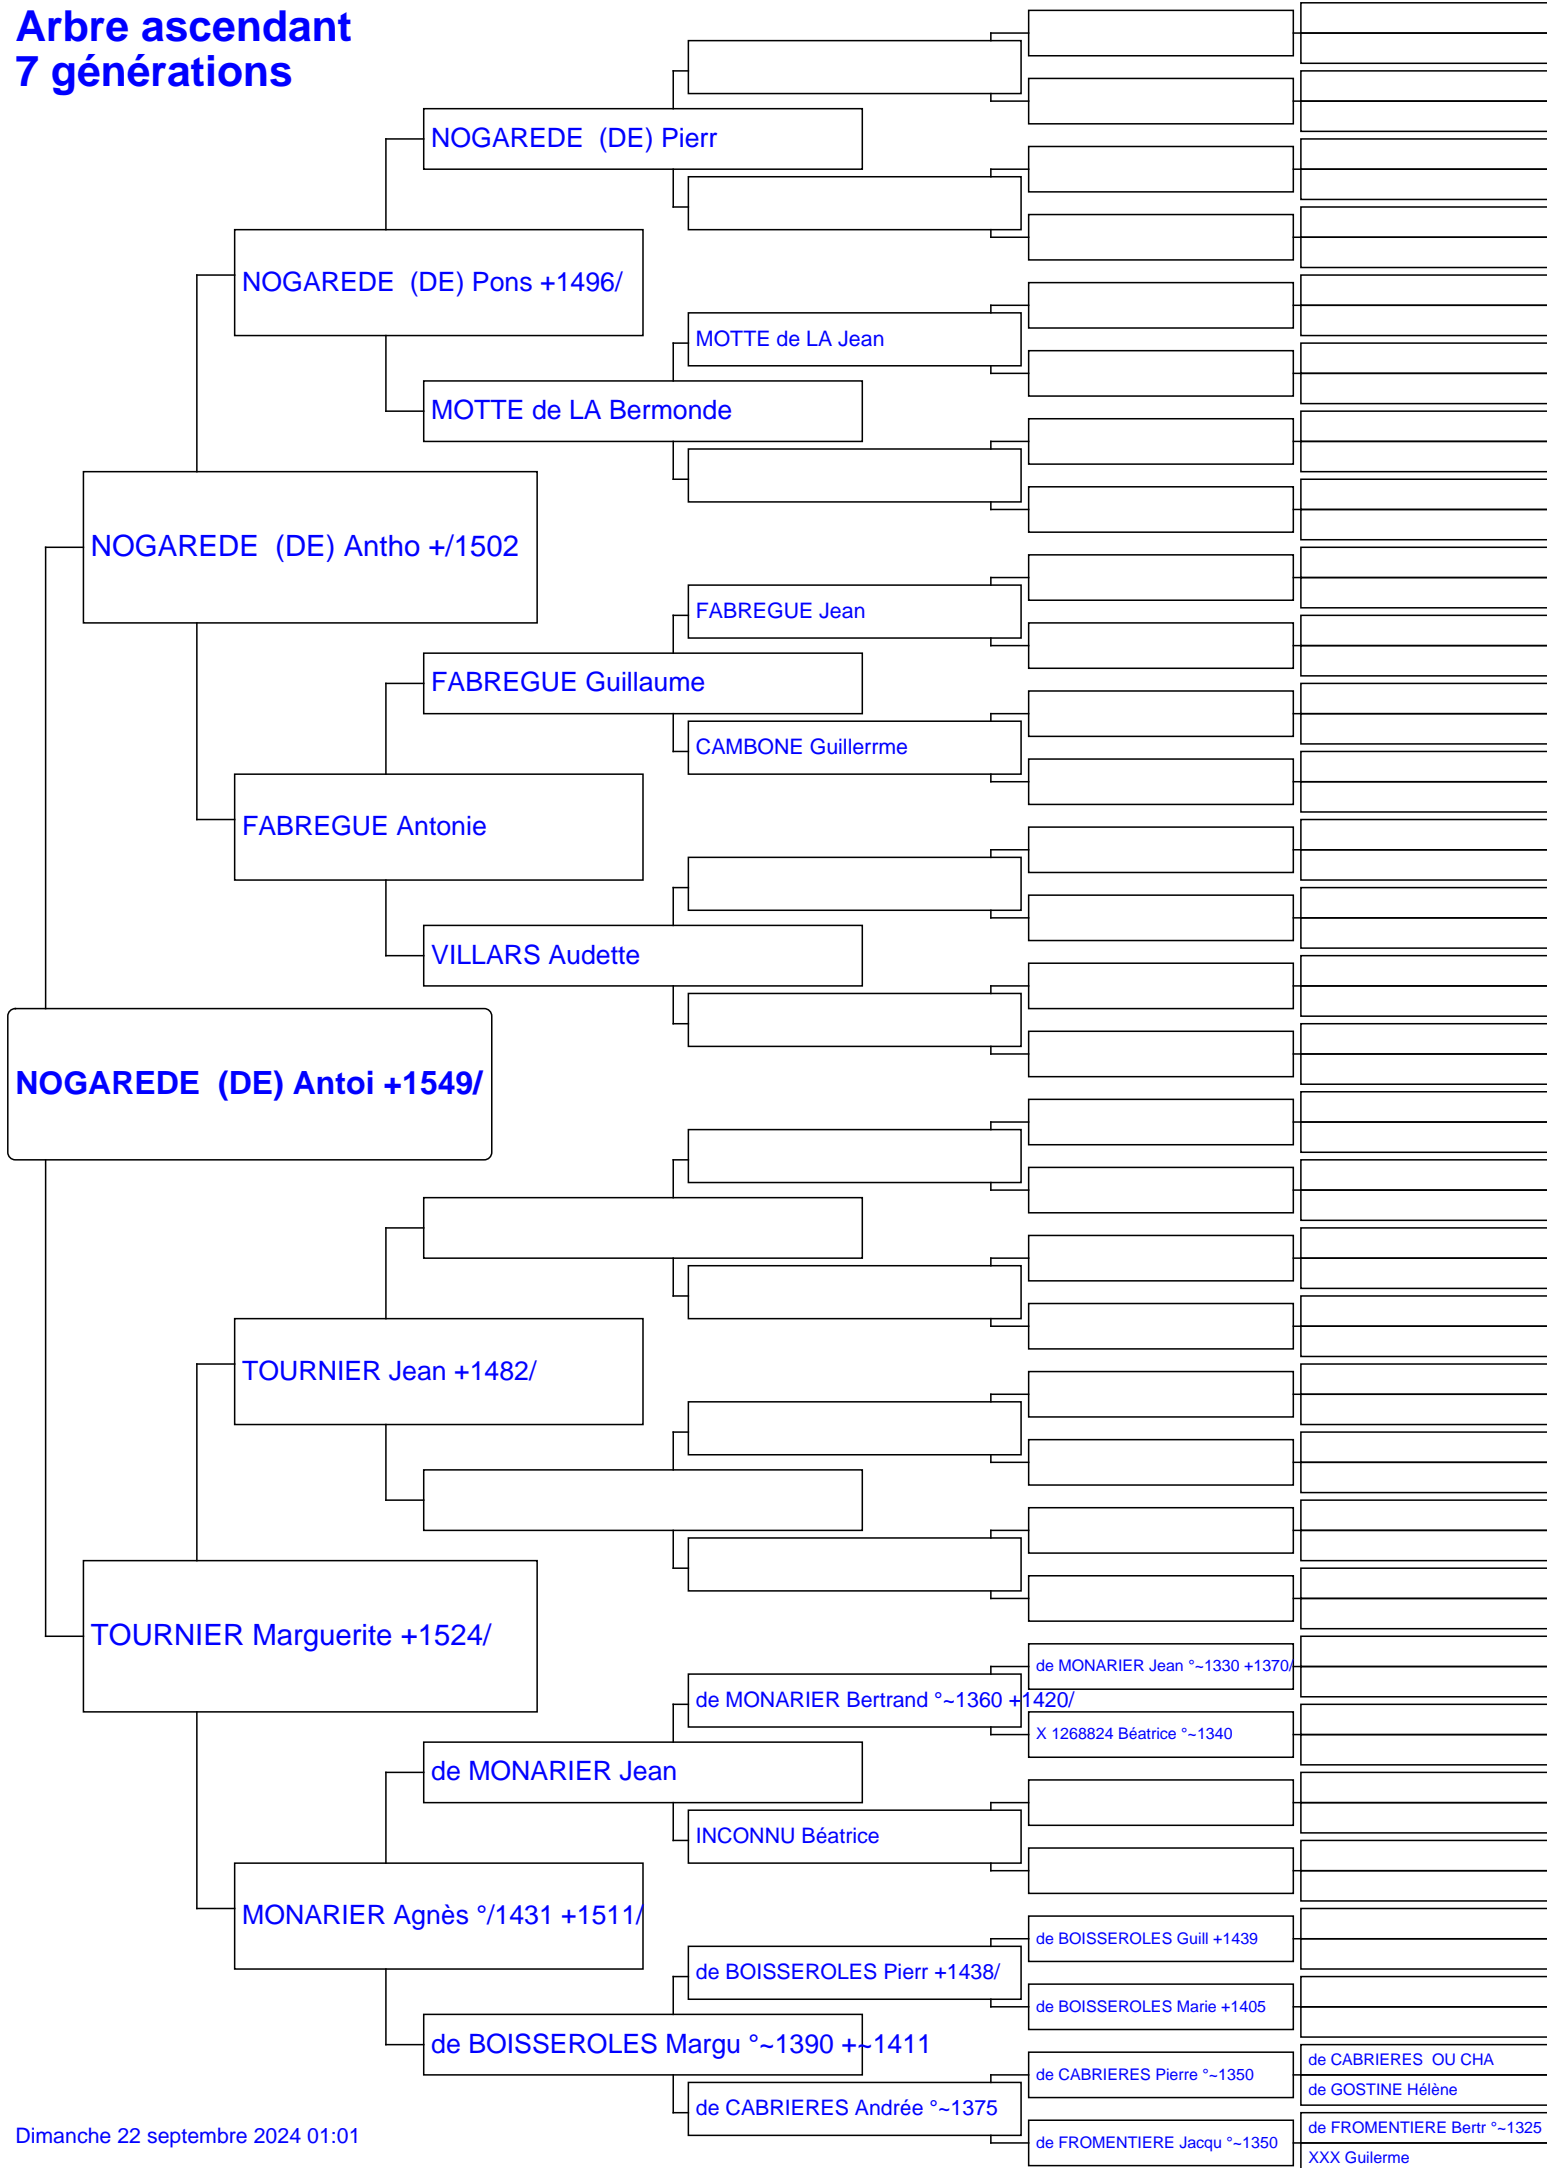 Arbre ascendant
7 générations
NOGAREDE  (DE) Pierr
NOGAREDE  (DE) Pons +1496/
MOTTE de LA Jean
MOTTE de LA Bermonde
NOGAREDE  (DE) Antho +/1502
FABREGUE Jean
FABREGUE Guillaume
CAMBONE Guillerrme
FABREGUE Antonie
VILLARS Audette
NOGAREDE  (DE) Antoi +1549/
TOURNIER Jean +1482/
TOURNIER Marguerite +1524/
de MONARIER Jean °~1330 +1370/
de MONARIER Bertrand °~1360 +1420/
X 1268824 Béatrice °~1340
de MONARIER Jean
INCONNU Béatrice
MONARIER Agnès °/1431 +1511/
de BOISSEROLES Guill +1439
de BOISSEROLES Pierr +1438/
de BOISSEROLES Marie +1405
de BOISSEROLES Margu °~1390 +~1411
de CABRIERES  OU CHA
de CABRIERES Pierre °~1350
de GOSTINE Hélène
de CABRIERES Andrée °~1375
de FROMENTIERE Bertr °~1325
de FROMENTIERE Jacqu °~1350
XXX Guilerme
Dimanche 22 septembre 2024 01:01